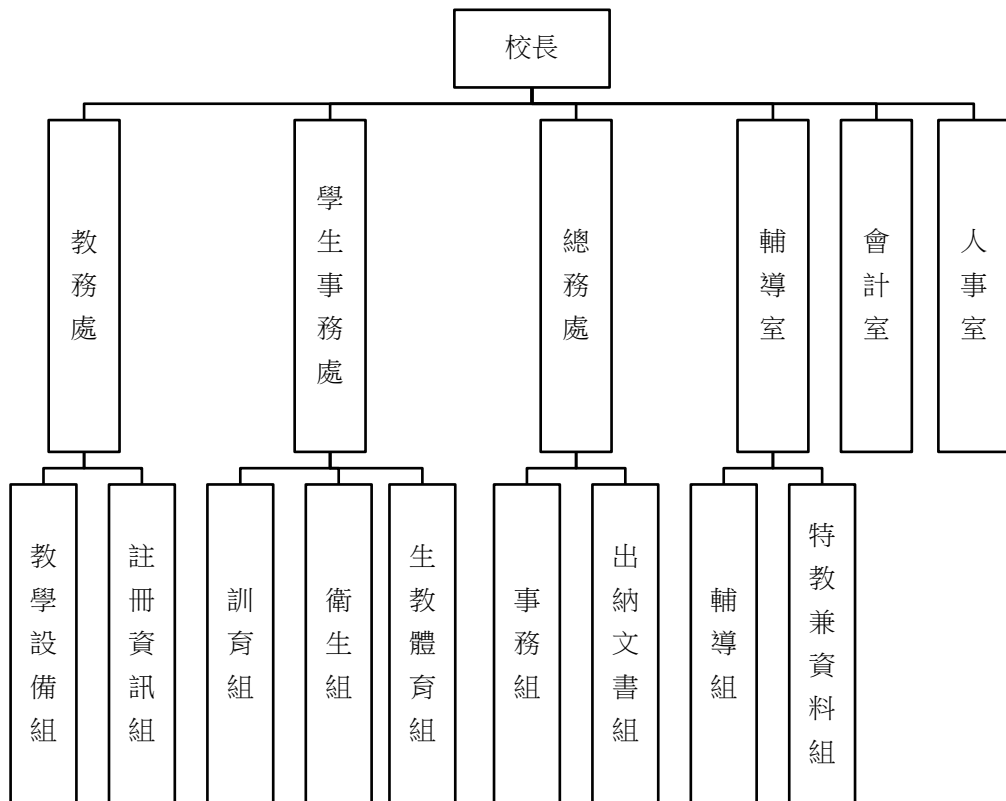 校長
教務處
學生事務處
總務處
輔導室
會計室
人事室
教學設備組
註冊資訊組
訓育組
衛生組
生教體育組
事務組
出納文書組
輔導組
特教兼資料組